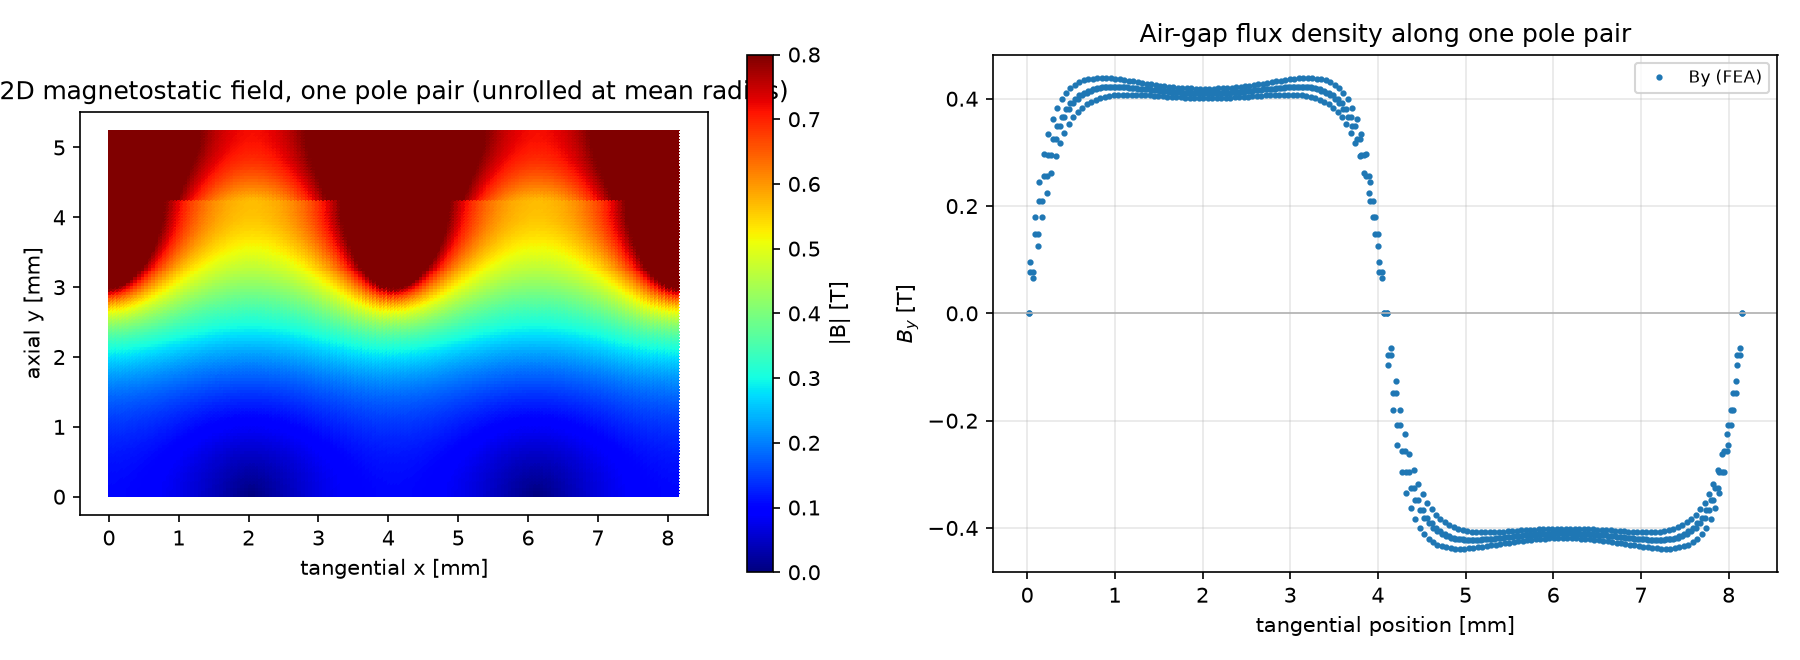 2D magnetostatic field, one pole pair (unrolled at mean radius)
5
4
3
2
1
0
axial y [mm]
0 1 2 3 4 5 6 7 8
tangential x [mm]
0.8
0.7
0.6
0.5
0.4
0.3
0.2
0.1
0.0
|B| [T]
Air-gap flux density along one pole pair
By (FEA)
0.4
0.2
0.0
−0.2
−0.4
By [T]
0 1 2 3 4 5 6 7 8
tangential position [mm]